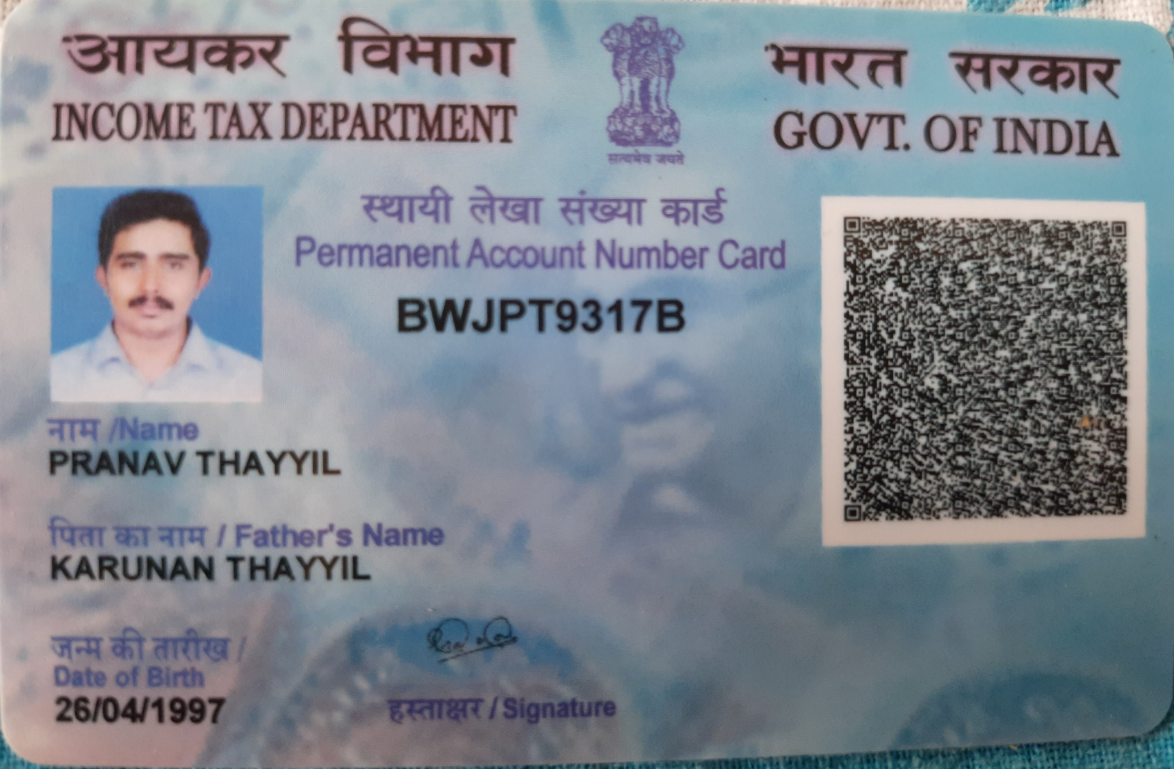 आयकर विभाग
INCOME TAX DEPARTMENT
सत्यमेव जयते
भारत सरकार
GOVT. OF INDIA
स्थायी लेखा संख्या कार्ड
Permanent Account Number Card
BWJPT9317B
नाम /Name
PRANAV THAYYIL
पिता का नाम / Father's Name
KARUNAN THAYYIL
जन्म की तारीख /
Date of Birth
26/04/1997
हस्ताक्षर / Signature